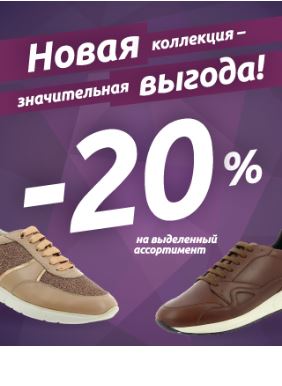 Новая коллекция –
значительная выгода!
-20%
на выделенный
ассортимент